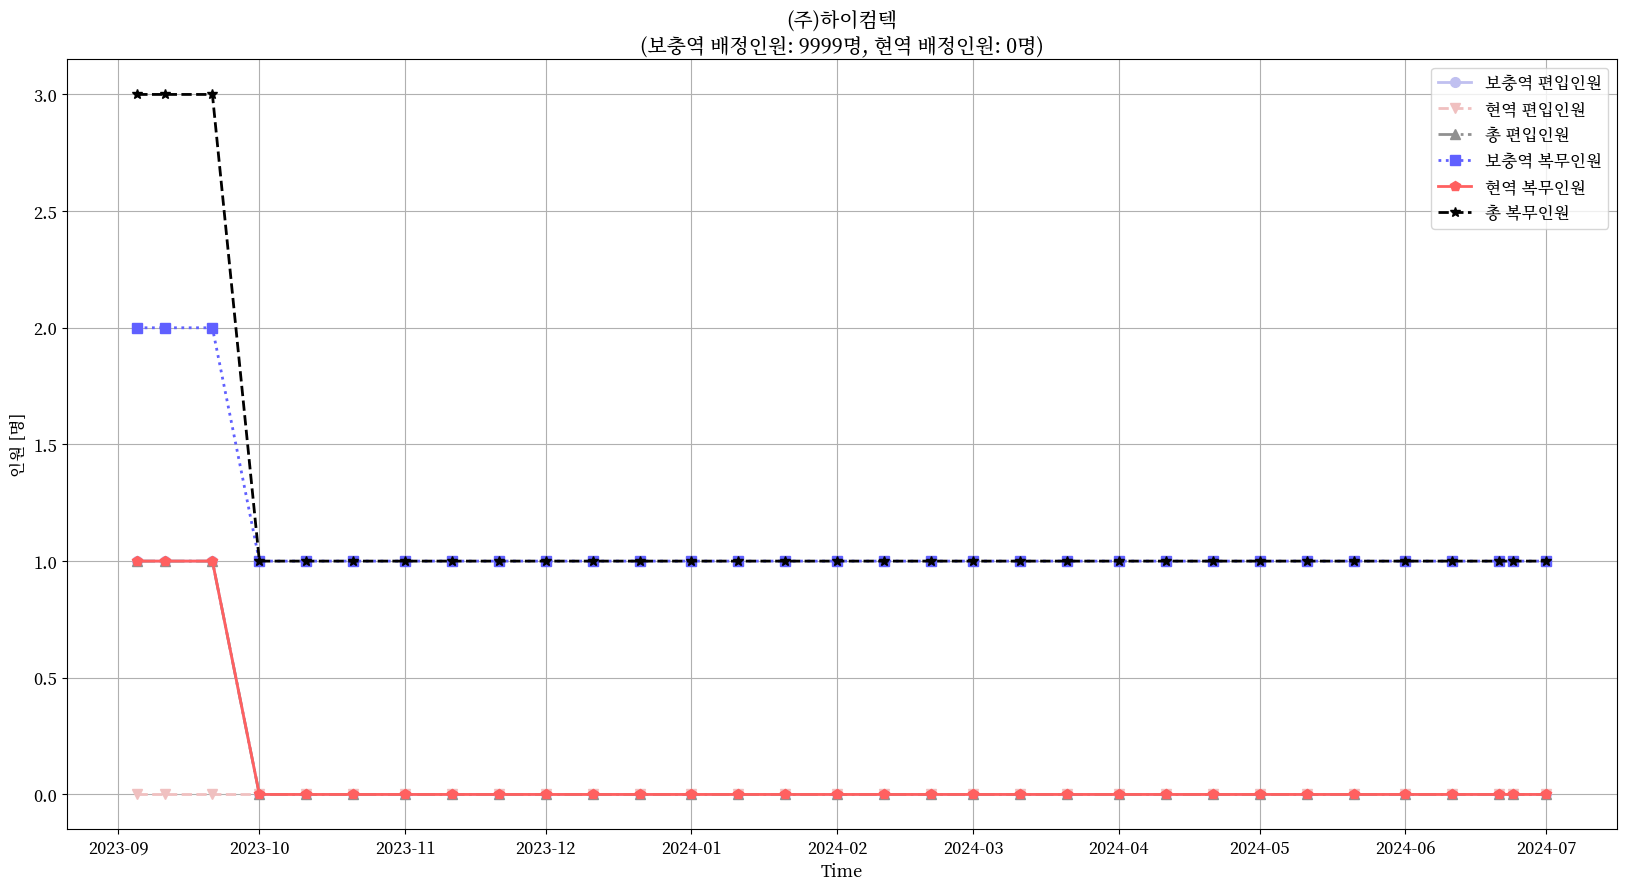 (주)하이컴텍
(보충역 배정인원: 9999명, 현역 배정인원: 0명)
보충역 편입인원
현역 편입인원
총 편입인원
보충역 복무인원
현역 복무인원
총 복무인원
인원 [명]
3.0
2.5
2.0
1.5
1.0
0.5
0.0
2023-09 2023-10 2023-11 2023-12 2024-01 2024-02 2024-03 2024-04 2024-05 2024-06 2024-07
Time